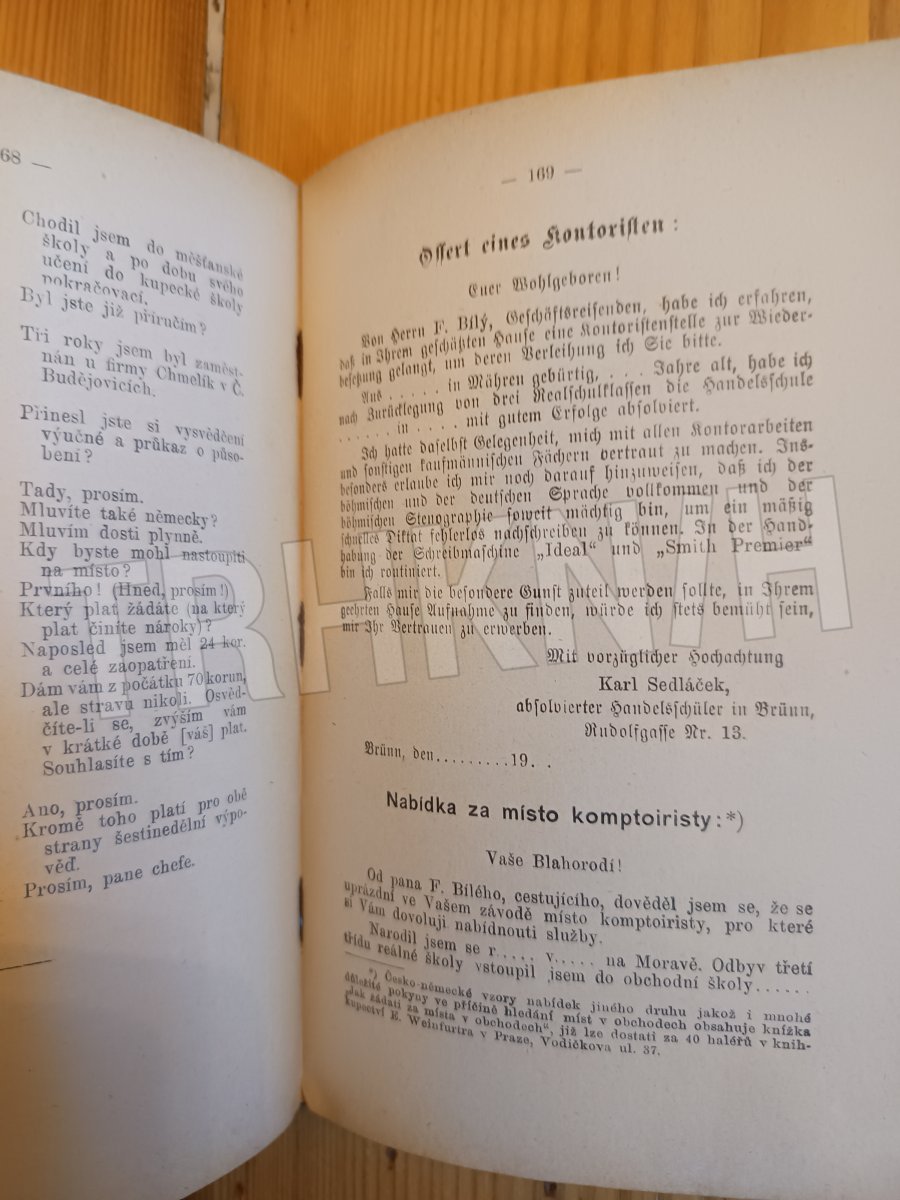 68 —
Chodil jsem do měšťanské
školy a po dobu svého
učení do kupecké školy
pokračovací.
Byl jste již příručím?
Tři roky jsem byl zaměst-
nán u firmy Chmelík v Č.
Budějovicích.
Přinesl jste si vysvědčení
výučné a průkaz o půso-
bení?
Tady, prosím.
Mluvíte také německy?
Mluvím dosti plynně.
Kdy byste mohl nastoupiti
na místo?
Prvního! (Hned, prosím!)
Který plat žádáte (na který
plat činíte nároky)?
Naposled jsem měl 24 kor.
a celé zaopatření.
Dám vám z počátku 70 korun,
ale stravu nikoli. Osvěd-
číte-li se, zvýším vám
v krátké době [váš] plat.
Souhlasíte s tím?
Ano, prosím.
Kromě toho platí pro obě
strany šestinedělní výpo-
věď.
Prosím, pane chefe.
— 169 —
Offert eines Kontoristen:
Euer Wohlgeboren!
Von Herrn F. Bílý, Geschäftsreisenden, habe ich erfahren,
daß in Ihrem geschäßten Hause eine Kontoristenstelle zur Wieder-
besetzung gelangt, um deren Verleihung ich Sie bitte.
Aus ..... in Mähren gebürtig, ... Jahre alt, habe ich
nach Zurücklegung von drei Realschulklassen die Handelsschule
...... in .... mit gutem Erfolge absolviert.
Ich hatte daselbst Gelegenheit, mich mit allen Kontorarbeiten
und sonstigen kaufmännischen Fächern vertraut zu machen. Ins-
besonders erlaube ich mir noch darauf hinzuweisen, daß ich der
böhmischen und der deutschen Sprache vollkommen und der
böhmischen Stenographie soweit mächtig bin, um ein mäßig
schnelles Diktat fehlerlos nachschreiben zu können. In der Hand-
habung der Schreibmaschine „Ideal“ und „Smith Premier“
bin ich routiniert.
Falls mir die besondere Gunst zuteil werden sollte, in Ihrem
geehrten Hause Aufnahme zu finden, würde ich stets bemüht sein,
mir Ihr Vertrauen zu erwerben.
Mit vorzüglicher Hochachtung
Karl Sedláček,
absolvierter Handelsschüler in Brünn,
Rudolfgasse Nr. 13.
Brünn, den.........19..
Nabídka za místo komptoiristy:*)
Vaše Blahorodí!
Od pana F. Bílého, cestujícího, dověděl jsem se, že se
uprázdní ve Vašem závodě místo komptoiristy, pro které
si Vám dovoluji nabídnouti služby.
Narodil jsem se r..... v..... na Moravě. Odbyv třetí
třídu reálné školy vstoupil jsem do obchodní školy......
*) Česko-německé vzory nabídek jiného druhu jakož i mnohé
důležité pokyny ve příčině hledání míst v obchodech obsahuje knížka
„Jak žádati za místa v obchodech“, již lze dostati za 40 haléřů v knih-
kupectví E. Weinfurtra v Praze, Vodičkova ul. 37.
TRHKNIH